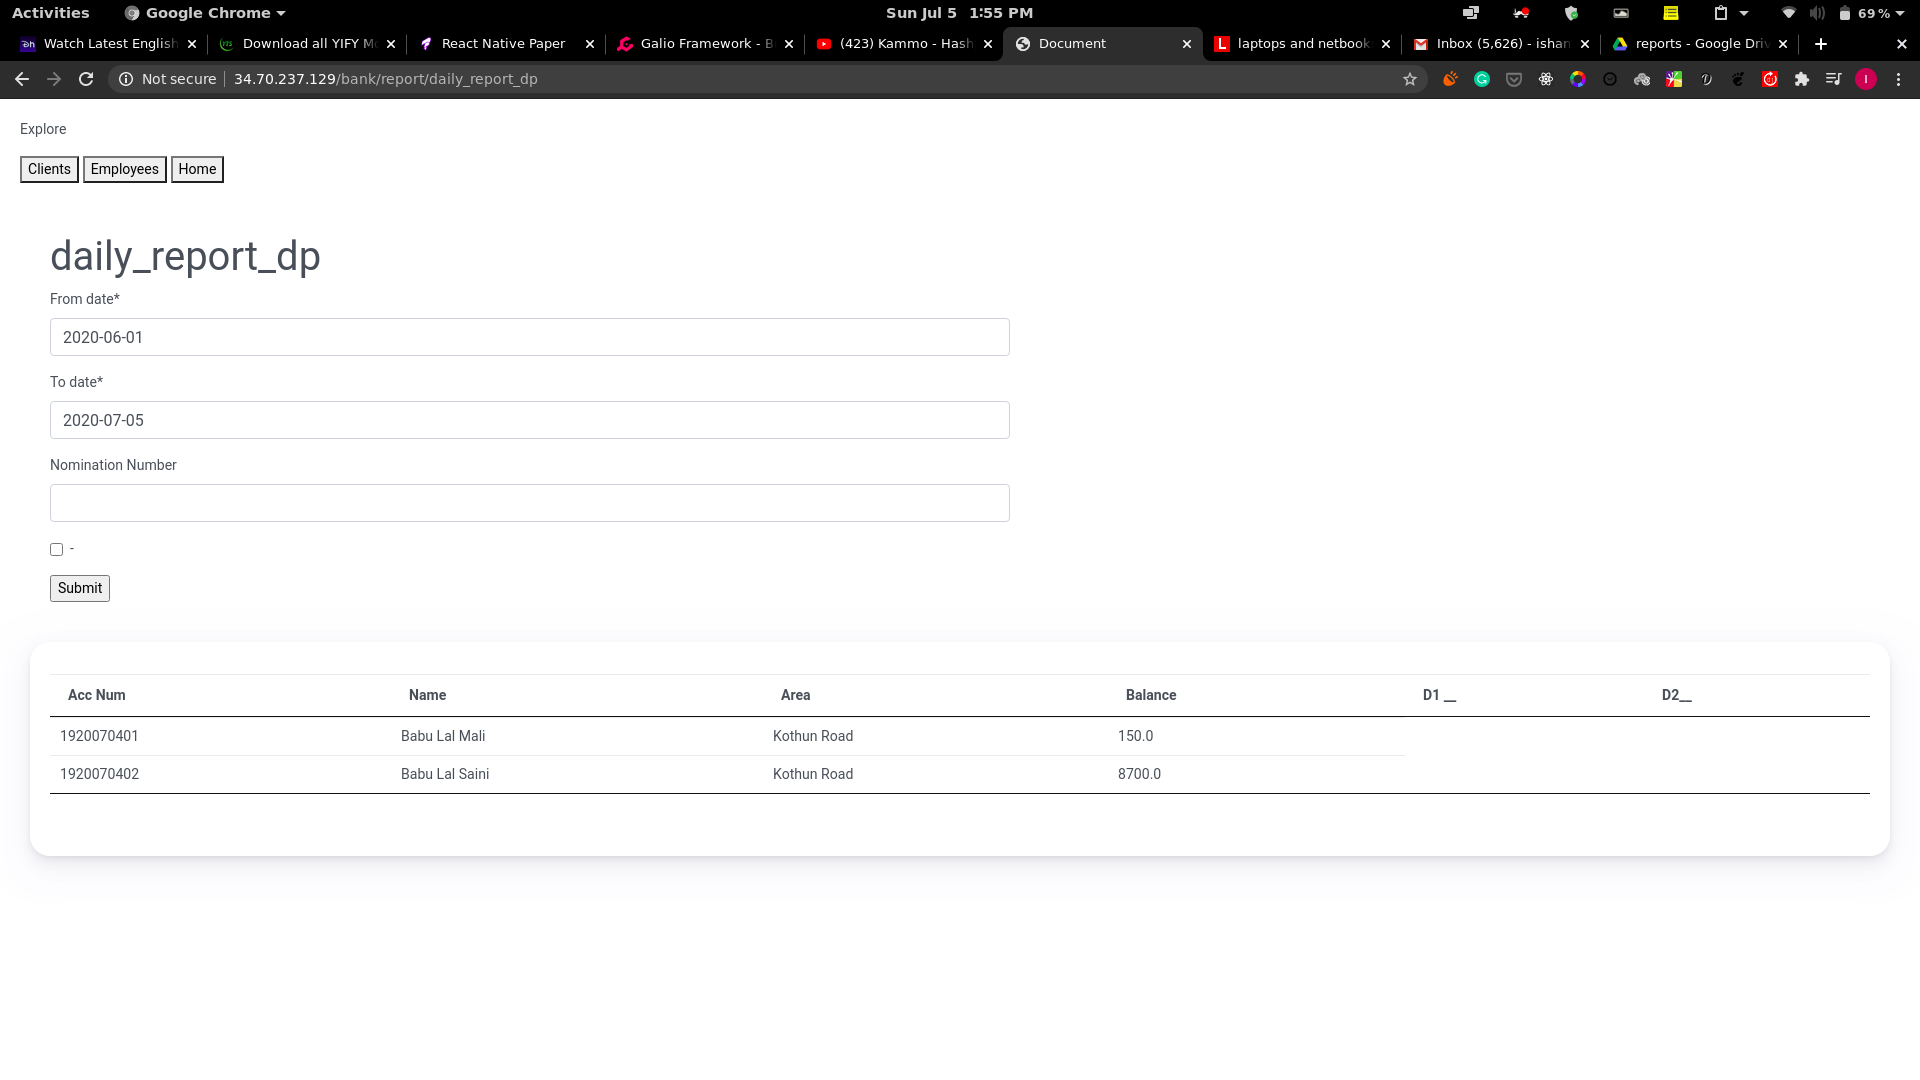 Activities Google Chrome Sun Jul 5 1:55 PM 69 %
Watch Latest English Download all YIFY Mo React Native Paper Galio Framework - B (423) Kammo - Hash Document laptops and netbook Inbox (5,626) - ishan reports - Google Driv
Not secure 34.70.237.129/bank/report/daily_report_dp
Explore
Clients Employees Home
daily_report_dp
From date*
2020-06-01
To date*
2020-07-05
Nomination Number
-
Submit
Acc Num Name Area Balance D1 __ D2__
1920070401 Babu Lal Mali Kothun Road 150.0
1920070402 Babu Lal Saini Kothun Road 8700.0